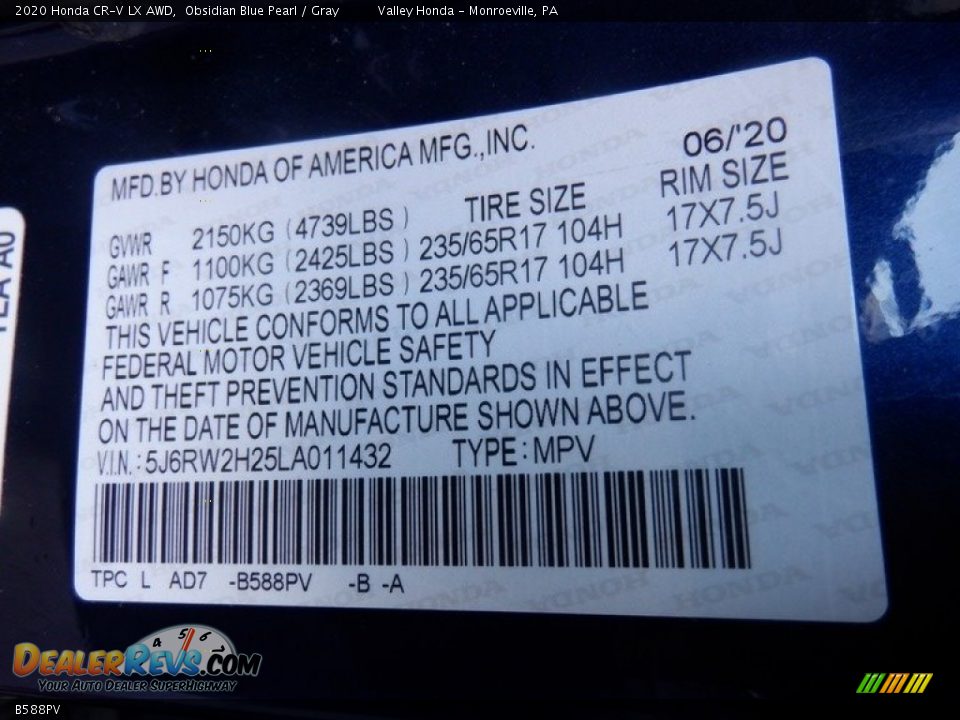 2020 Honda CR-V LX AWD,  Obsidian Blue Pearl / Gray   Valley Honda - Monroeville, PA
MFD.BY HONDA OF AMERICA MFG.,INC. 06/'20
TIRE SIZE RIM SIZE
GVWR 2150KG (4739LBS)
GAWR F 1100KG (2425LBS) 235/65R17 104H 17X7.5J
GAWR R 1075KG (2369LBS) 235/65R17 104H 17X7.5J
THIS VEHICLE CONFORMS TO ALL APPLICABLE
FEDERAL MOTOR VEHICLE SAFETY
AND THEFT PREVENTION STANDARDS IN EFFECT
ON THE DATE OF MANUFACTURE SHOWN ABOVE.
V.I.N.: 5J6RW2H25LA011432 TYPE: MPV
TPC L AD7 -B588PV -B -A
4 5 6
DEALERREVS.COM
YOUR AUTO DEALER SUPERHIGHWAY
B588PV